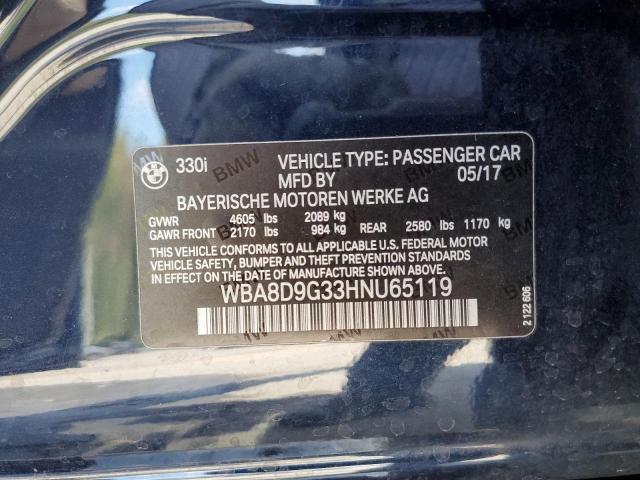 BMW 330i VEHICLE TYPE: PASSENGER CAR
MFD BY 05/17
BAYERISCHE MOTOREN WERKE AG
GVWR 4605 lbs 2089 kg
GAWR FRONT 2170 lbs 984 kg REAR 2580 lbs 1170 kg
THIS VEHICLE CONFORMS TO ALL APPLICABLE U.S. FEDERAL MOTOR
VEHICLE SAFETY, BUMPER AND THEFT PREVENTION STANDARDS
IN EFFECT ON THE DATE OF MANUFACTURE SHOWN ABOVE.
WBA8D9G33HNU65119
2 122 606